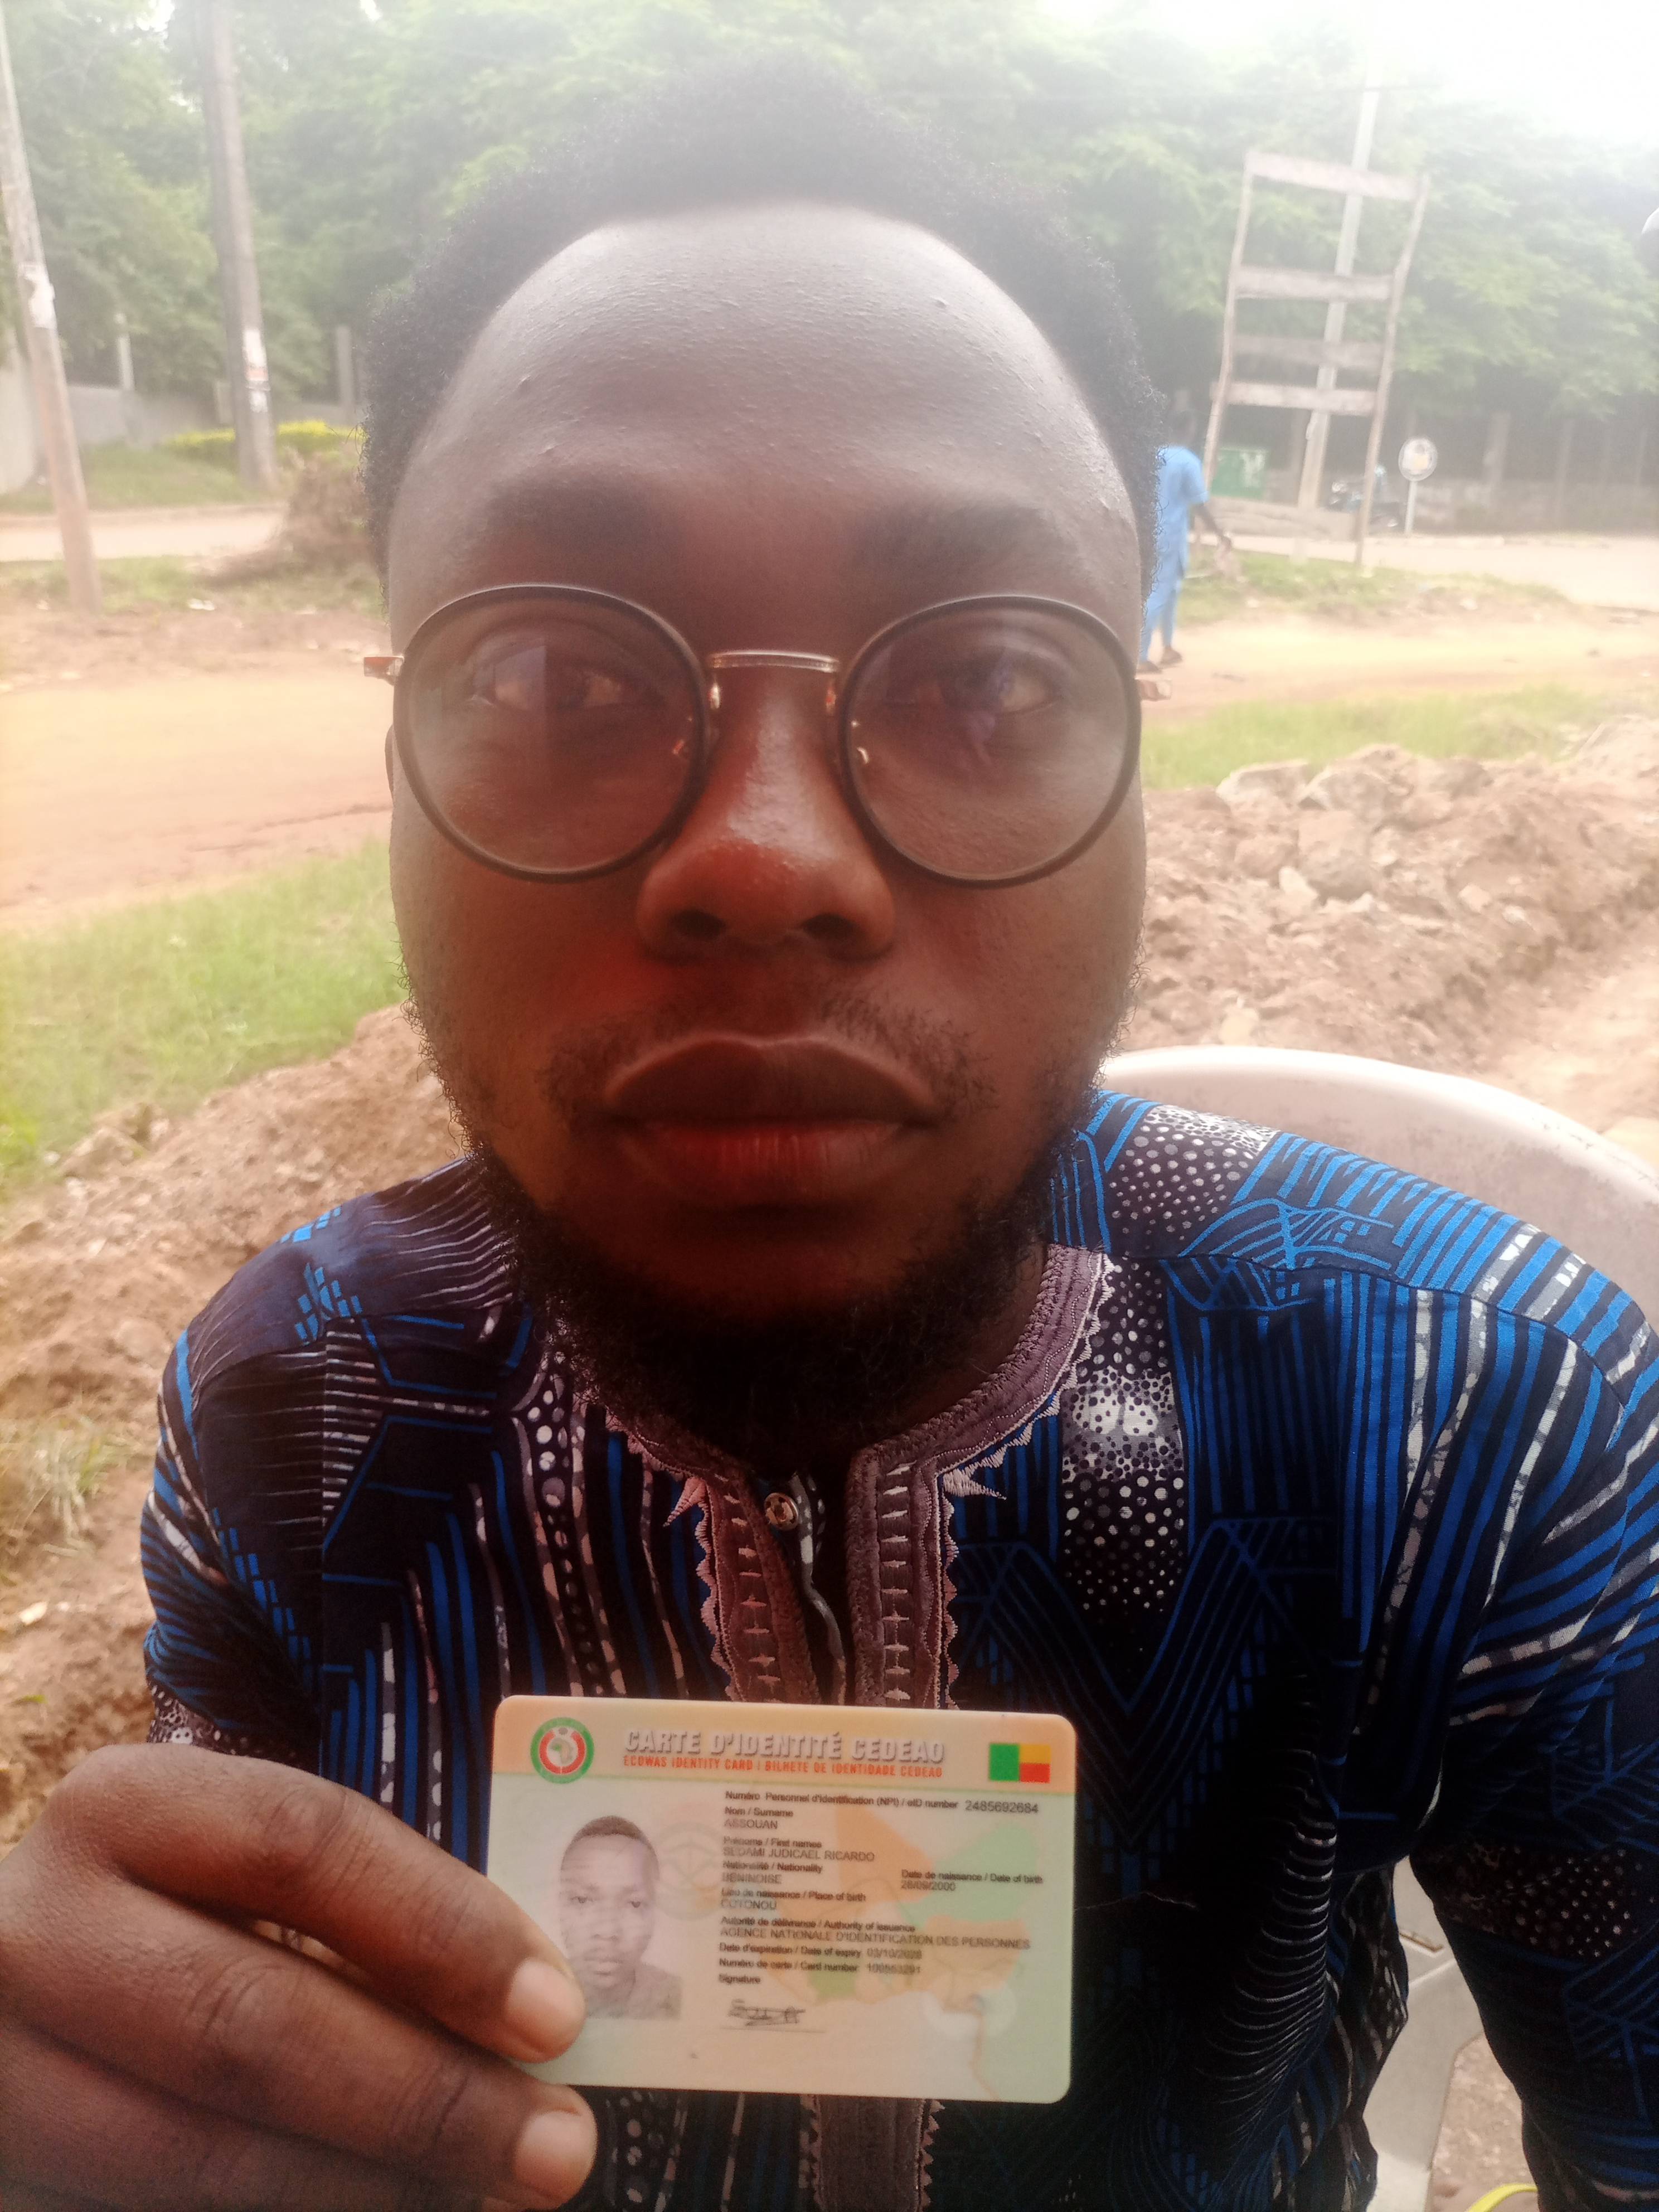 CARTE D'IDENTITÉ CEDEAO
ECOWAS IDENTITY CARD / BILHETE DE IDENTIDADE CEDEAO
Numéro Personnel d'Identification (NPI) / eID number 2485692684
Nom / Surname
ASSOUAN
Prénoms / First names
SEDAMI JUDICAEL RICARDO
Nationalité / Nationality
BENINOISE
Date de naissance / Date of birth
28/09/2000
Lieu de naissance / Place of birth
COTONOU
Autorité de délivrance / Authority of issuance
AGENCE NATIONALE D'IDENTIFICATION DES PERSONNES
Date d'expiration / Date of expiry 03/10/2028
Numéro de carte / Card number
Signature